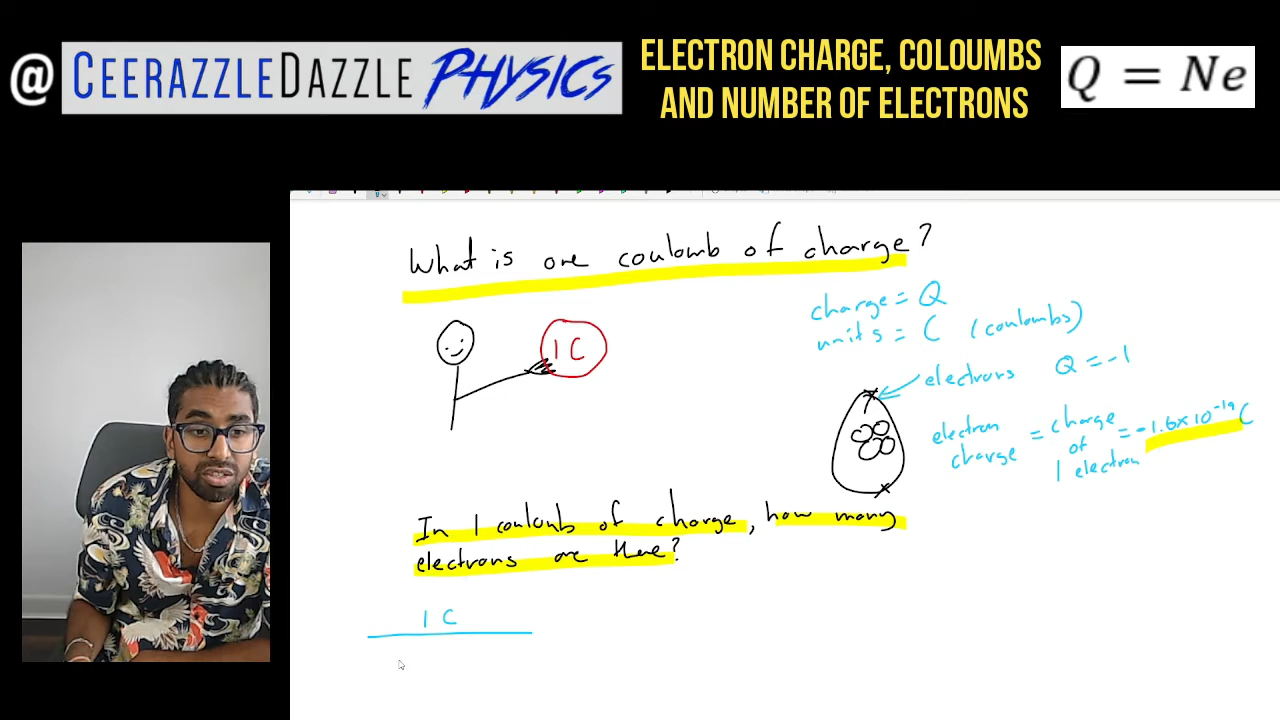 @ CEERAZZLEDAZZLE PHYSICS
ELECTRON CHARGE, COLOUMBS
AND NUMBER OF ELECTRONS
Q = Ne
What is one coulomb of charge?
1 C
charge = Q
units = C (coulombs)
electrons Q = -1
electron charge = charge of 1 electron = -1.6 x 10^-19 C
In 1 coulomb of charge, how many
electrons are there?
1 C